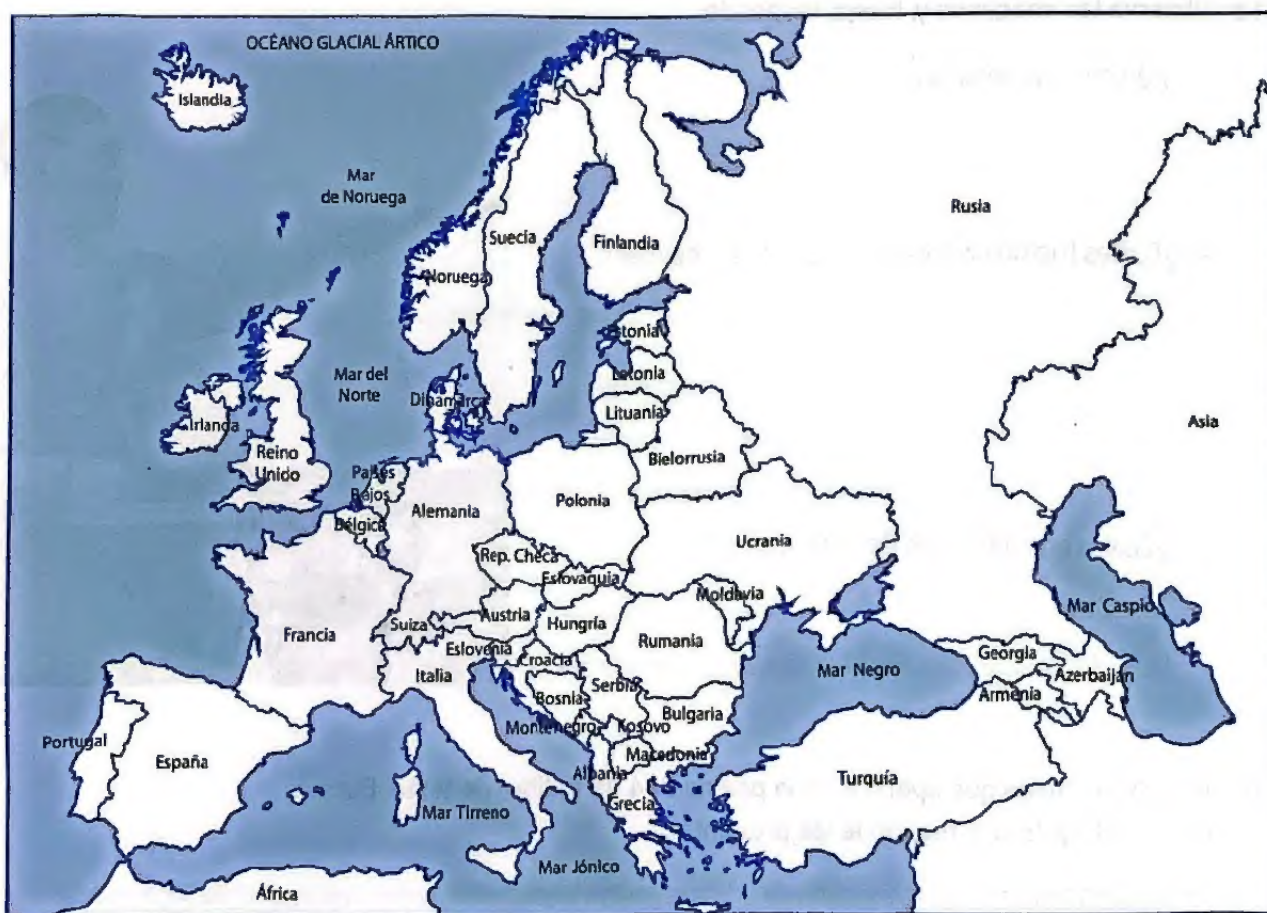 OCÉANO GLACIAL ÁRTICO
Islandia
Mar
de Noruega
Rusia
Suecia
Finlandia
Noruega
Estonia
Mar del
Norte
Letonia
Dinamarca
Lituania
Asia
Irlanda
Reino
Unido
Bielorrusia
Países
Bajos
Polonia
Alemania
Bélgica
Ucrania
Rep. Checa
Eslovaquia
Moldavia
Mar Caspio
Austria
Suiza
Hungría
Francia
Rumania
Eslovenia
Croacia
Georgia
Mar Negro
Italia
Azerbaiján
Serbia
Armenia
Bosnia
Bulgaria
Montenegro
Kosovo
Portugal
España
Macedonia
Albania
Turquía
Grecia
Mar Tirreno
Mar Jónico
África